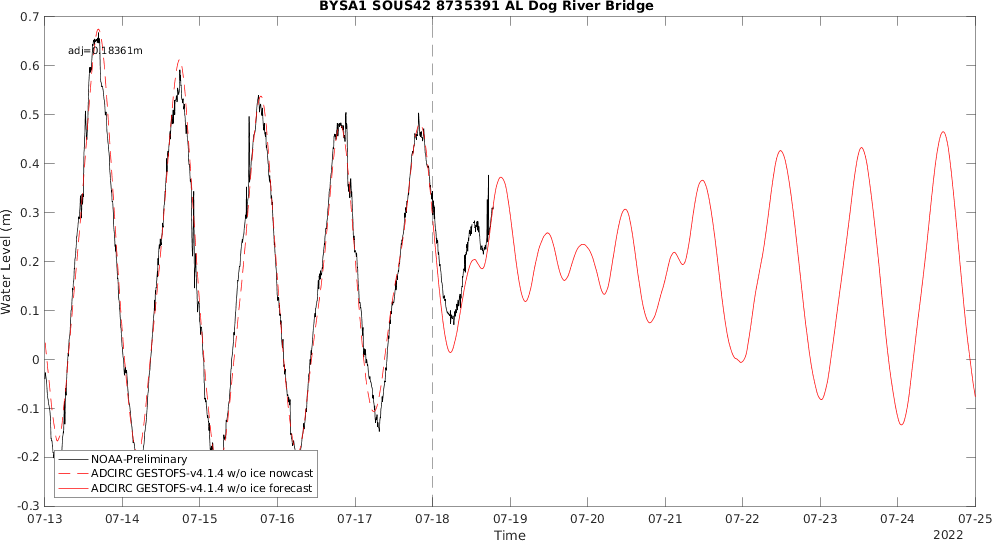 BYSA1 SOUS42 8735391 AL Dog River Bridge
0.7
0.6
0.5
0.4
0.3
0.2
0.1
0
-0.1
-0.2
-0.3
Water Level (m)
adj=0.18361m
NOAA-Preliminary
ADCIRC GESTOFS-v4.1.4 w/o ice nowcast
ADCIRC GESTOFS-v4.1.4 w/o ice forecast
07-13 07-14 07-15 07-16 07-17 07-18 07-19 07-20 07-21 07-22 07-23 07-24 07-25
Time
2022